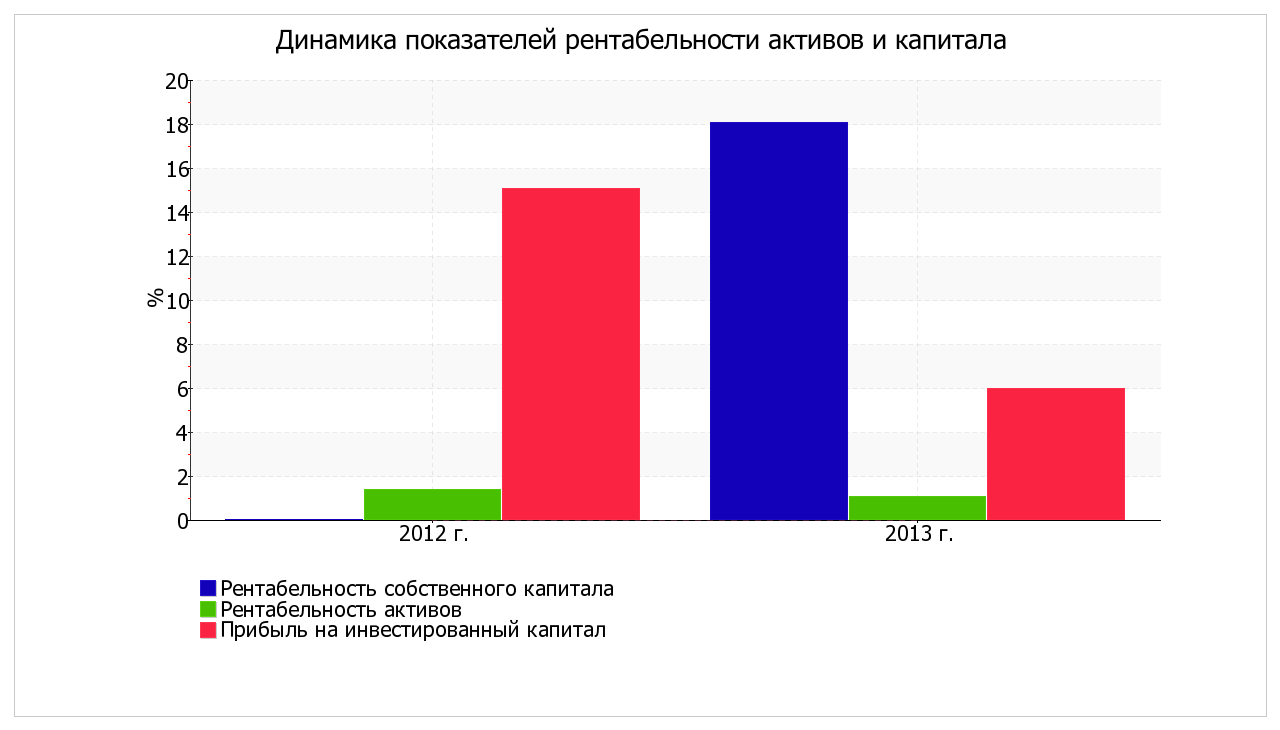 Динамика показателей рентабельности активов и капитала
20
18
16
14
12
%
10
8
6
4
2
0
2012 г. 2013 г.
Рентабельность собственного капитала
Рентабельность активов
Прибыль на инвестированный капитал